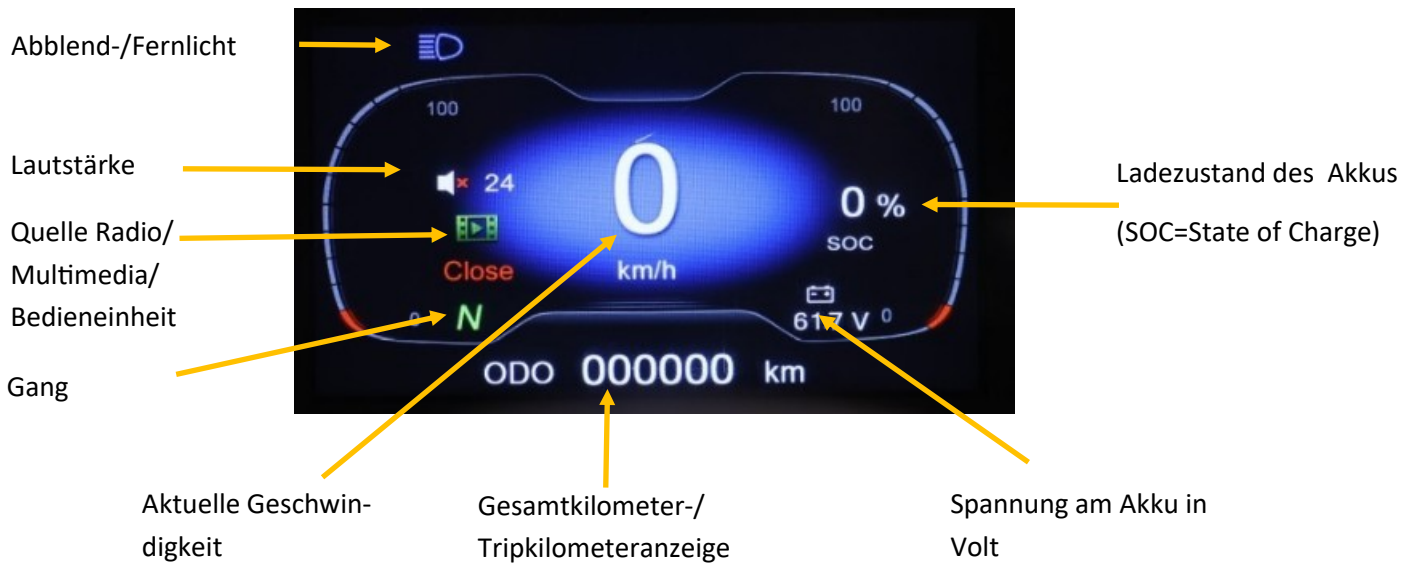 Abblend-/Fernlicht
100
100
Lautstärke
24
0 %
SOC
Ladezustand des Akkus
(SOC=State of Charge)
Quelle Radio/
Multimedia/
Bedieneinheit
0
km/h
Close
0
N
61.7 V
0
Gang
ODO 000000 km
Aktuelle Geschwin-
digkeit
Gesamtkilometer-/
Tripkilometeranzeige
Spannung am Akku in
Volt